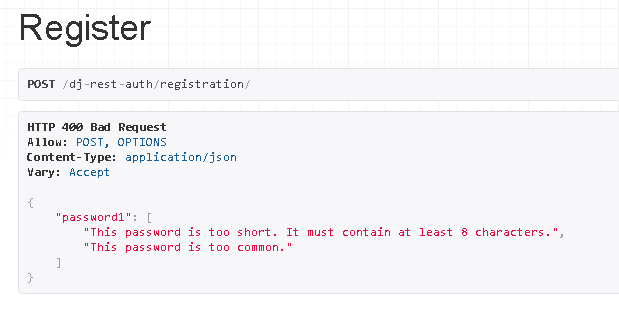 Register
POST /dj-rest-auth/registration/
HTTP 400 Bad Request
Allow: POST, OPTIONS
Content-Type: application/json
Vary: Accept
{
"password1": [
"This password is too short. It must contain at least 8 characters.",
"This password is too common."
]
}